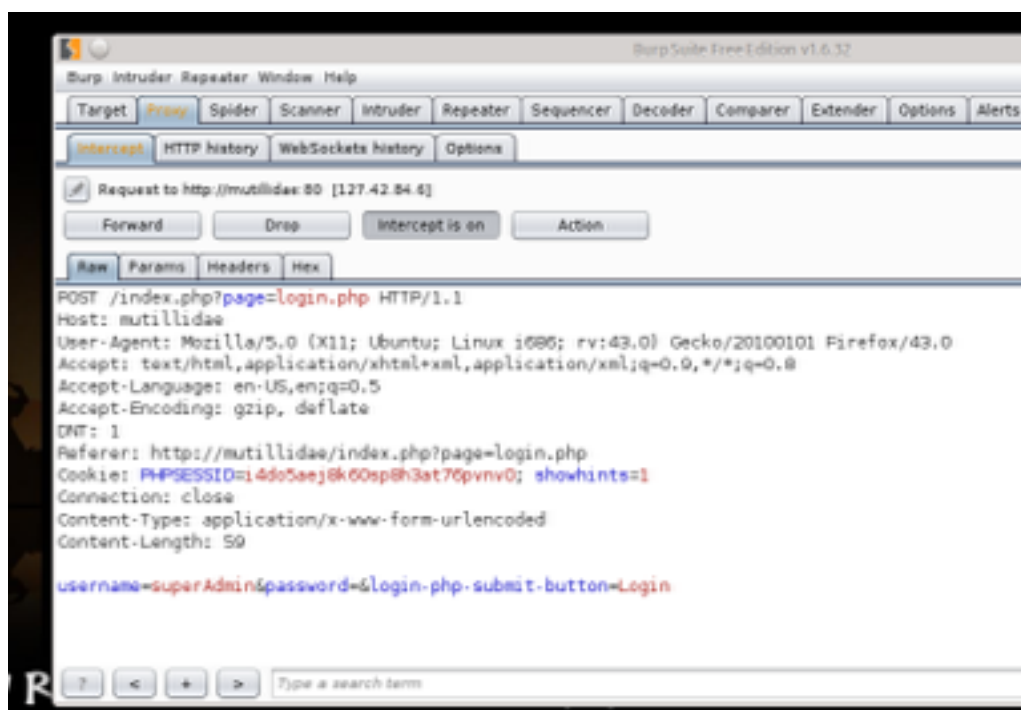 Burp Suite Free Edition v1.6.32
Burp Intruder Repeater Window Help
Target Proxy Spider Scanner Intruder Repeater Sequencer Decoder Comparer Extender Options Alerts
Intercept HTTP history WebSockets history Options
Request to http://mutillidae:80 [127.42.84.6]
Forward Drop Intercept is on Action
Raw Params Headers Hex
POST /index.php?page=login.php HTTP/1.1
Host: mutillidae
User-Agent: Mozilla/5.0 (X11; Ubuntu; Linux i686; rv:43.0) Gecko/20100101 Firefox/43.0
Accept: text/html,application/xhtml+xml,application/xml;q=0.9,*/*;q=0.8
Accept-Language: en-US,en;q=0.5
Accept-Encoding: gzip, deflate
DNT: 1
Referer: http://mutillidae/index.php?page=login.php
Cookie: showhints=1
Connection: close
Content-Type: application/x-www-form-urlencoded
Content-Length: 59
username=superAdmin&password=&login-php-submit-button=Login
R ? < + > Type a search term